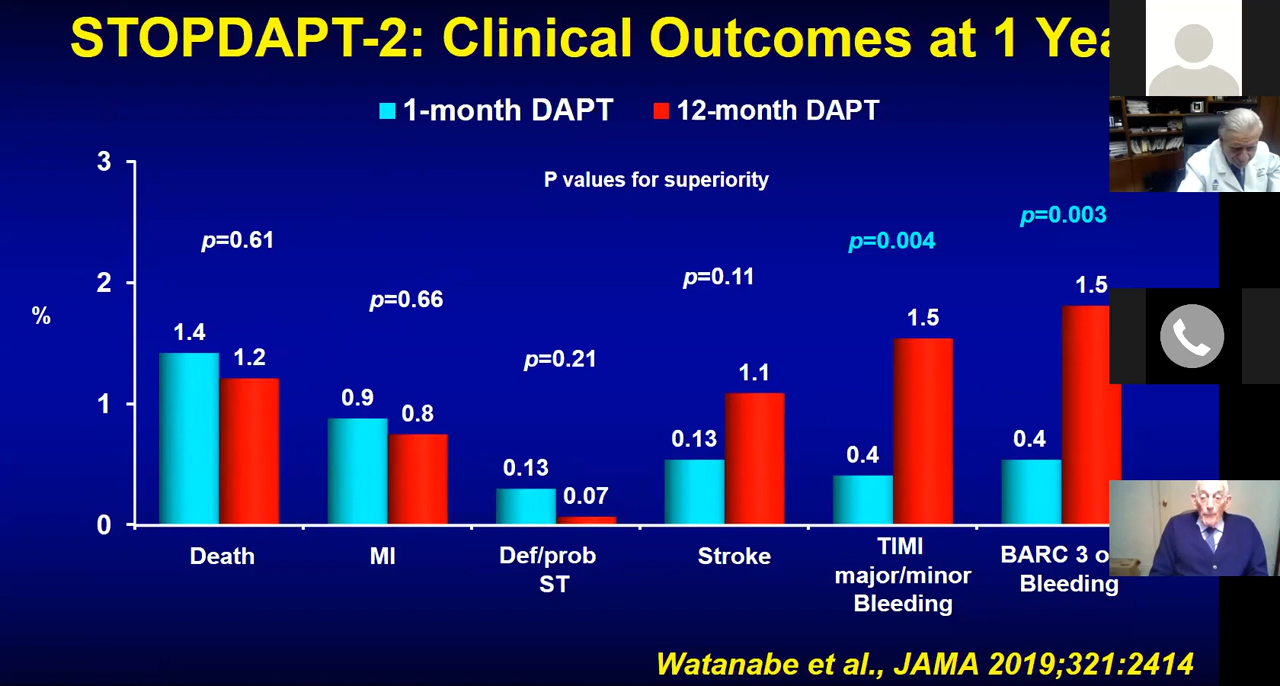 STOPDAPT-2: Clinical Outcomes at 1
1-month DAPT
12-month DAPT
P values for superiority
%
3
2
1
0
p=0.61
1.4
1.2
p=0.66
0.9
0.8
p=0.21
0.13
0.07
p=0.11
0.13
1.1
p=0.004
0.4
1.5
p=0.003
0.4
1.5
Death
MI
Def/prob
ST
Stroke
TIMI
major/minor
Bleeding
BARC 3
Bleeding
Watanabe et al., JAMA 2019;321:2414